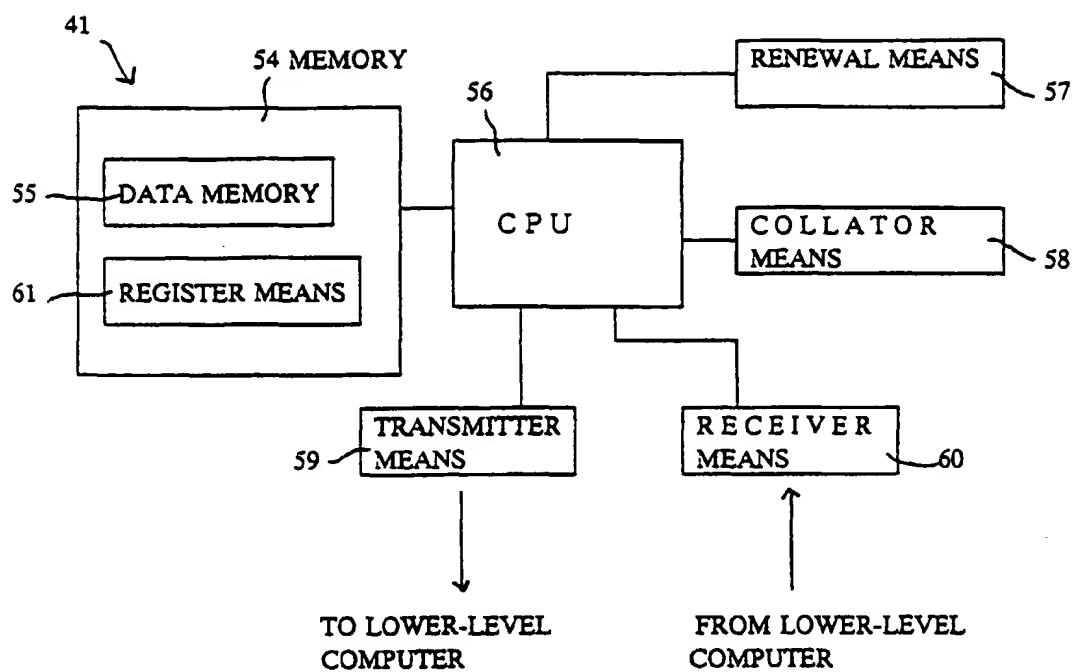 41
54 MEMORY
RENEWAL MEANS
57
56
55
DATA MEMORY
CPU
COLLATOR
MEANS
58
61
REGISTER MEANS
TRANSMITTER
MEANS
59
RECEIVER
MEANS
60
TO LOWER-LEVEL
COMPUTER
FROM LOWER-LEVEL
COMPUTER